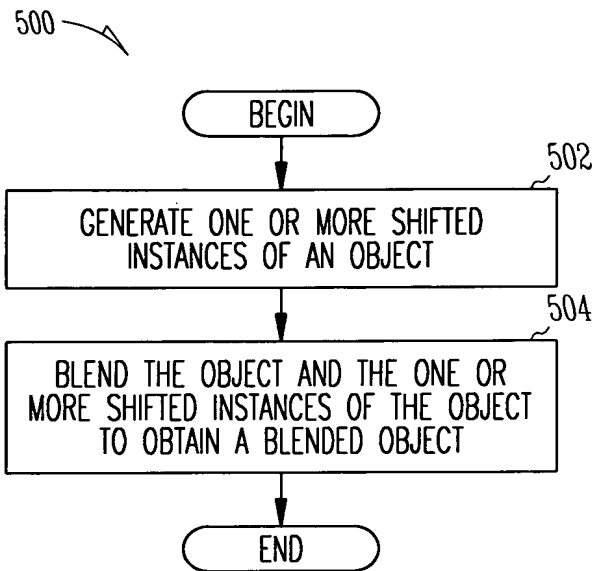 500
BEGIN
502
GENERATE ONE OR MORE SHIFTED
INSTANCES OF AN OBJECT
504
BLEND THE OBJECT AND THE ONE OR
MORE SHIFTED INSTANCES OF THE OBJECT
TO OBTAIN A BLENDED OBJECT
END